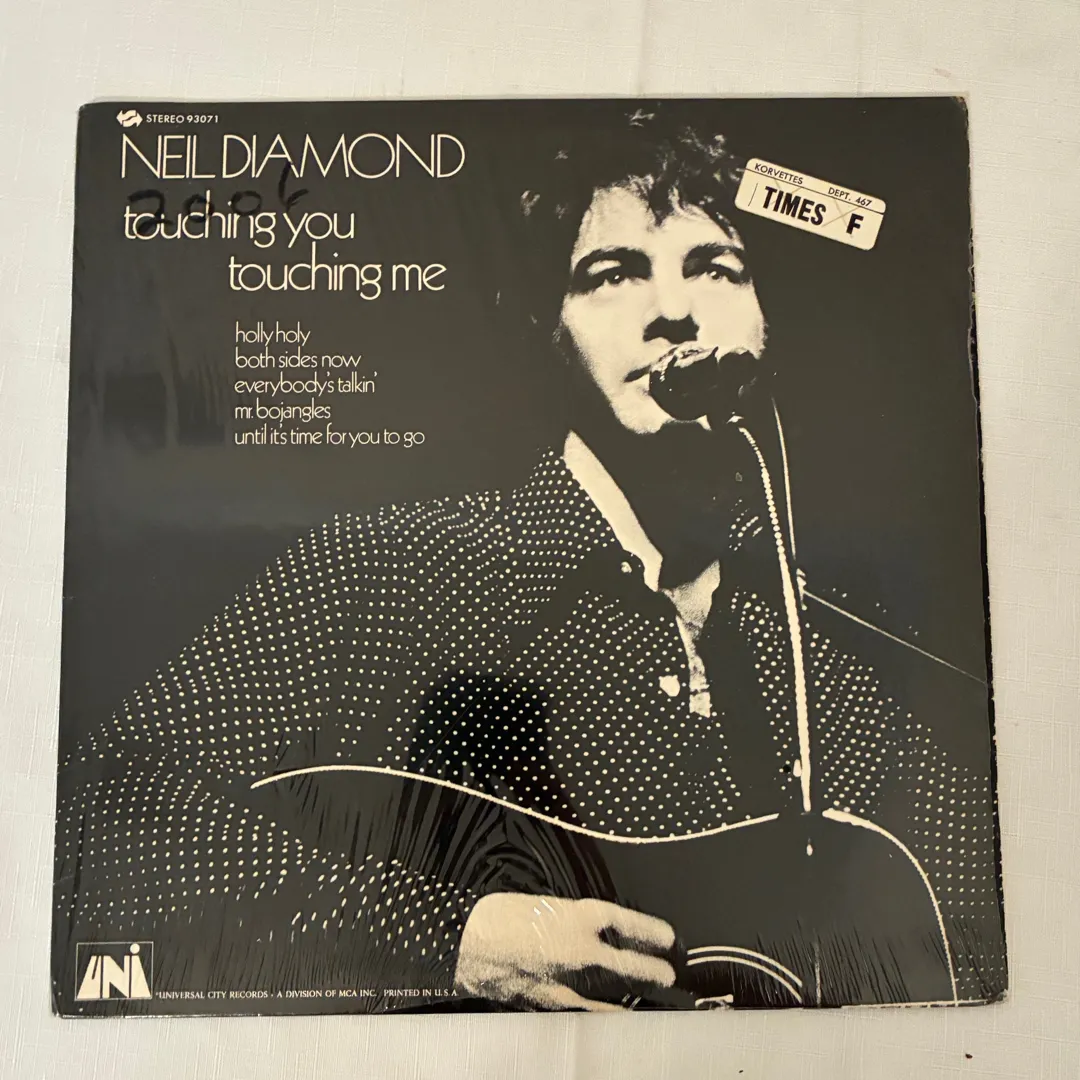 STEREO 93071
NEIL DIAMOND
2006
touching you
touching me
holly holy
both sides now
everybody's talkin'
mr. bojangles
until it's time for you to go
KORVETTES DEPT. 467
TIMES F
UNI
UNIVERSAL CITY RECORDS • A DIVISION OF MCA INC. PRINTED IN U.S.A.